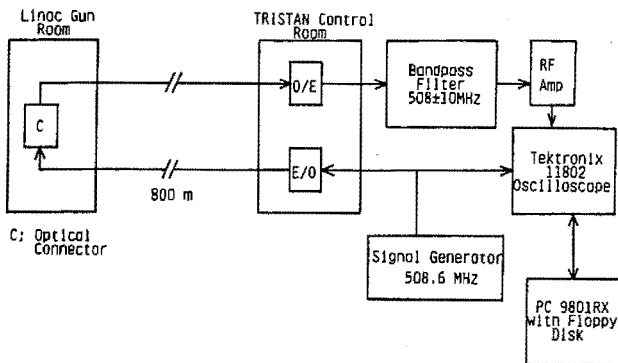 Linac Gun
Room
TRISTAN Control
Room
O/E
Bandpass
Filter
508±10MHz
RF
Amp
C
E/O
800 m
Tektronix
11802
Oscilloscope
C; Optical
Connector
Signal Generator
508.6 MHz
PC 9801RX
with Floppy
Disk